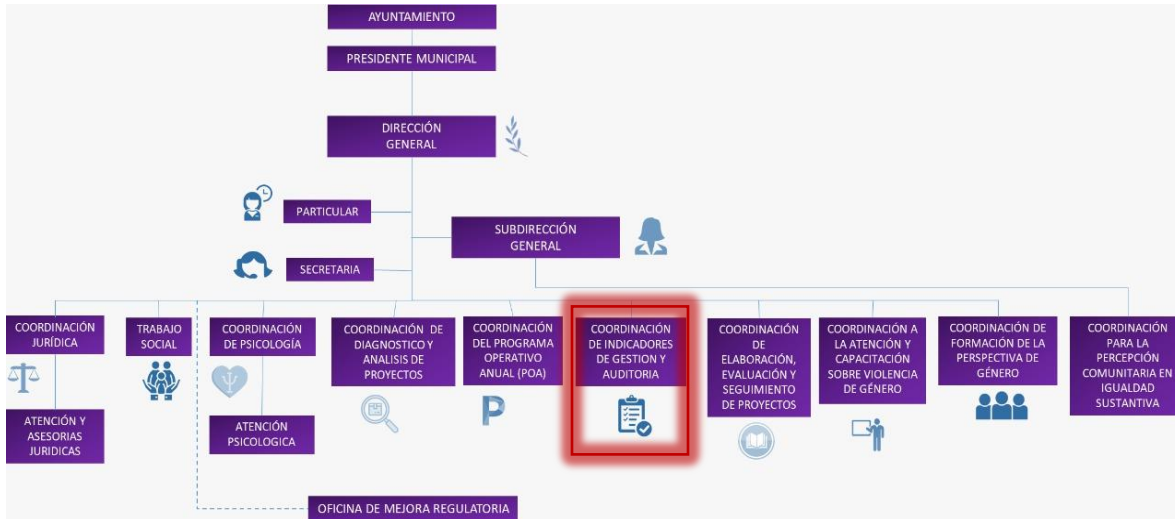 AYUNTAMIENTO
PRESIDENTE MUNICIPAL
DIRECCIÓN
GENERAL
PARTICULAR
SUBDIRECCIÓN
GENERAL
SECRETARIA
COORDINACIÓN
JURÍDICA
TRABAJO
SOCIAL
COORDINACIÓN
DE PSICOLOGÍA
COORDINACIÓN DE
DIAGNOSTICO Y
ANALISIS DE
PROYECTOS
COORDINACIÓN
DEL PROGRAMA
OPERATIVO
ANUAL (POA)
COORDINACIÓN
DE INDICADORES
DE GESTION Y
AUDITORIA
COORDINACIÓN
DE
ELABORACIÓN,
EVALUACIÓN Y
SEGUIMIENTO
DE PROYECTOS
COORDINACIÓN A
LA ATENCIÓN Y
CAPACITACIÓN
SOBRE VIOLENCIA
DE GÉNERO
COORDINACIÓN DE
FORMACIÓN DE LA
PERSPECTIVA DE
GÉNERO
COORDINACIÓN
PARA LA
PERCEPCIÓN
COMUNITARIA EN
IGUALDAD
SUSTANTIVA
ATENCIÓN Y
ASESORIAS
JURIDICAS
ATENCIÓN
PSICOLOGICA
P
OFICINA DE MEJORA REGULATORIA